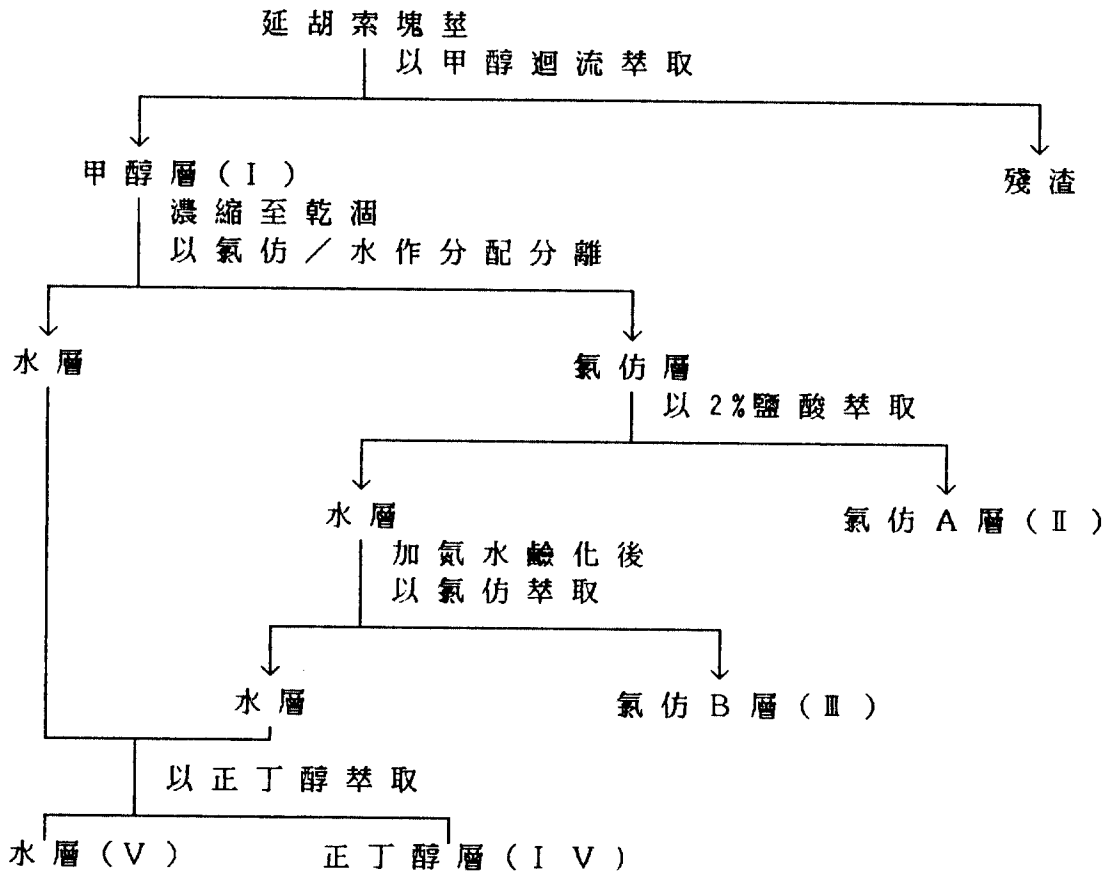 延胡索塊莖
以甲醇迴流萃取
甲醇層(I)
殘渣
濃縮至乾涸
以氯仿/水作分配分離
水層
氯仿層
以2%鹽酸萃取
水層
氯仿A層(Ⅱ)
加氨水鹼化後
以氯仿萃取
水層
氯仿B層(Ⅲ)
以正丁醇萃取
水層(V)
正丁醇層(IV)